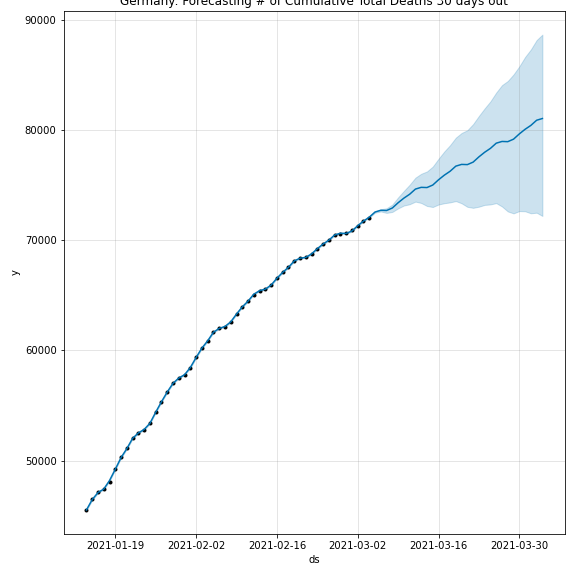 Germany: Forecasting # of Cumulative Total Deaths 30 days out
90000
80000
70000
60000
50000
y
2021-01-19 2021-02-02 2021-02-16 2021-03-02 2021-03-16 2021-03-30
ds